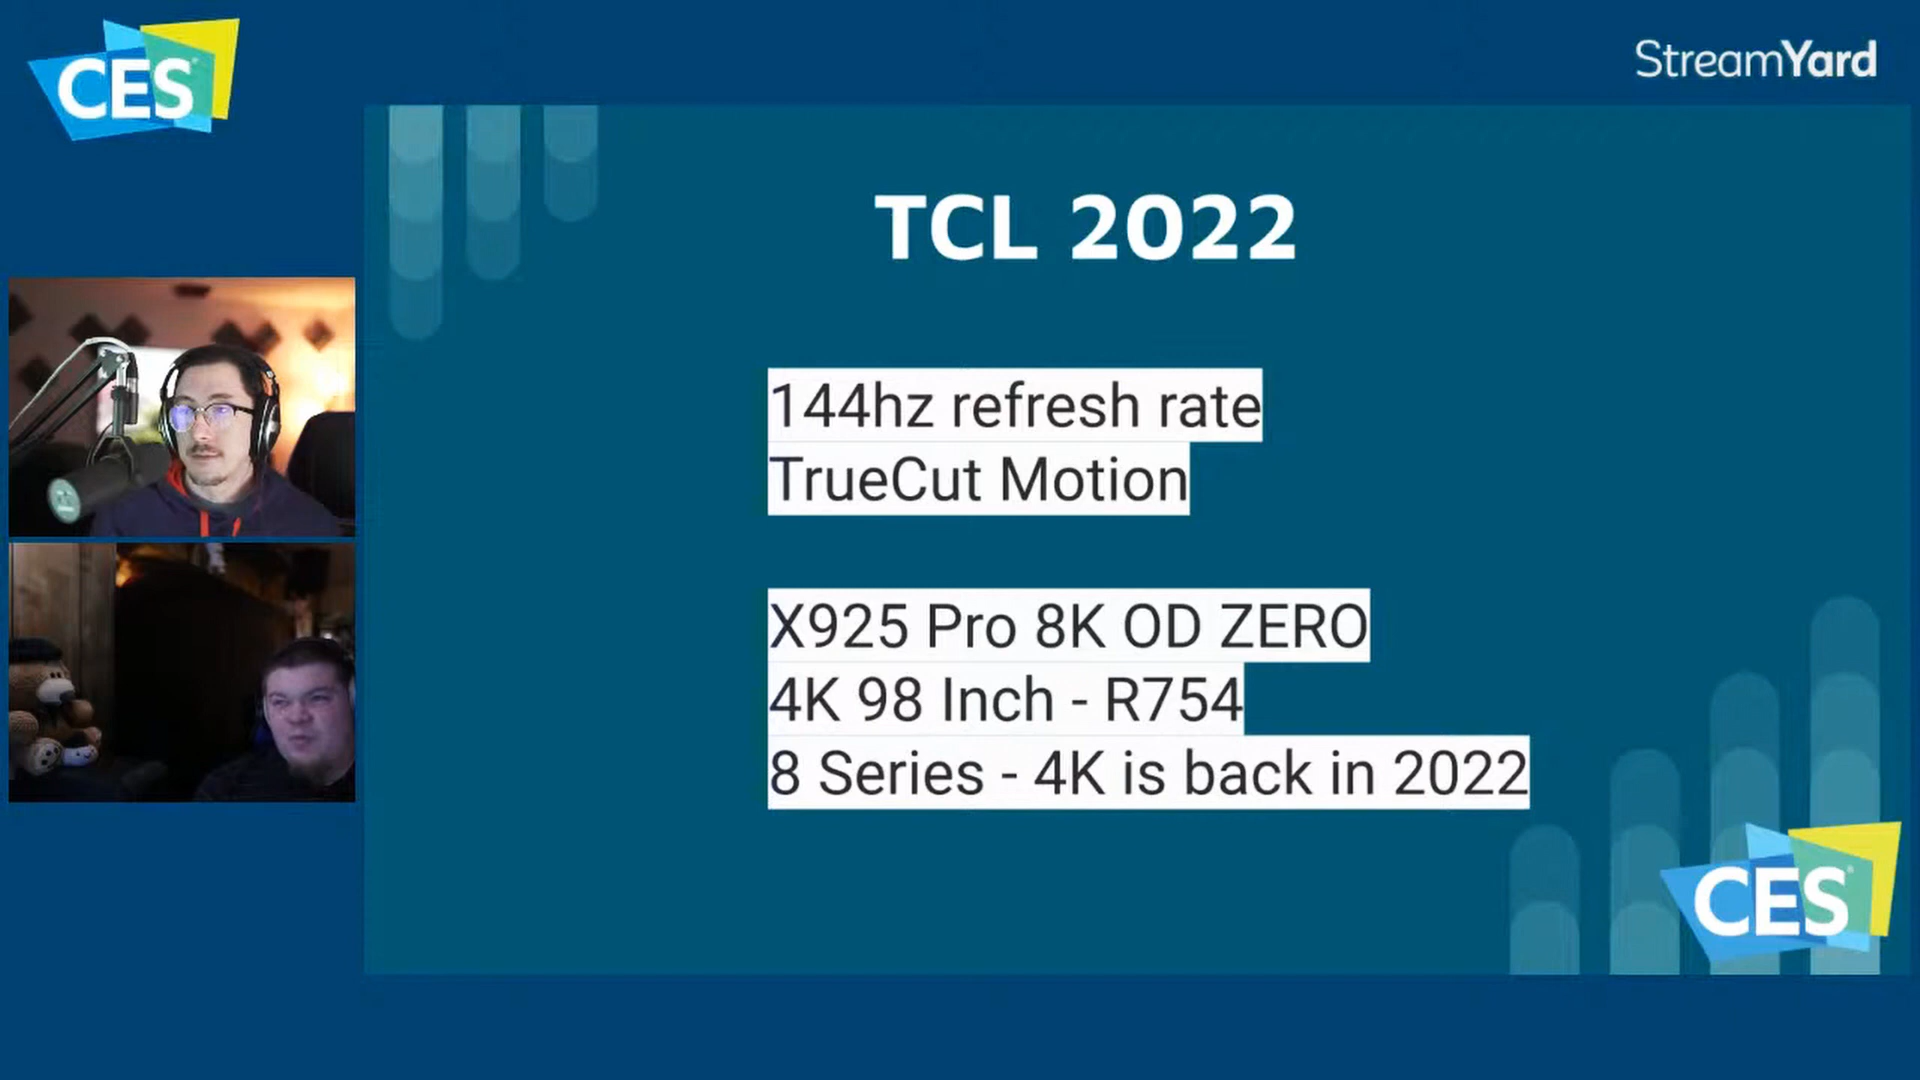 CES
StreamYard
TCL 2022
144hz refresh rate
TrueCut Motion
X925 Pro 8K OD ZERO
4K 98 Inch - R754
8 Series - 4K is back in 2022
CES